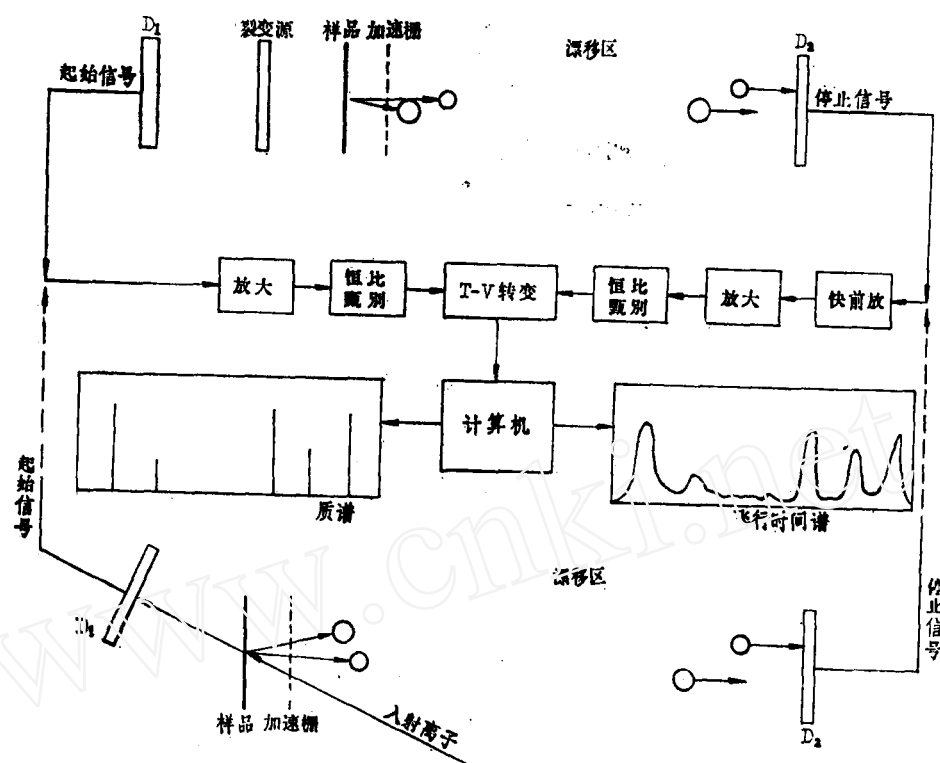 D₁
裂变源
样品 加速栅
漂移区
D₂
起始信号
停止信号
放大
恒比
甄别
T-V转变
恒比
甄别
放大
快前放
计算机
质谱
飞行时间谱
起始信号
漂移区
停止信号
D₁
样品 加速栅
入射离子
D₂
www.cnki.net